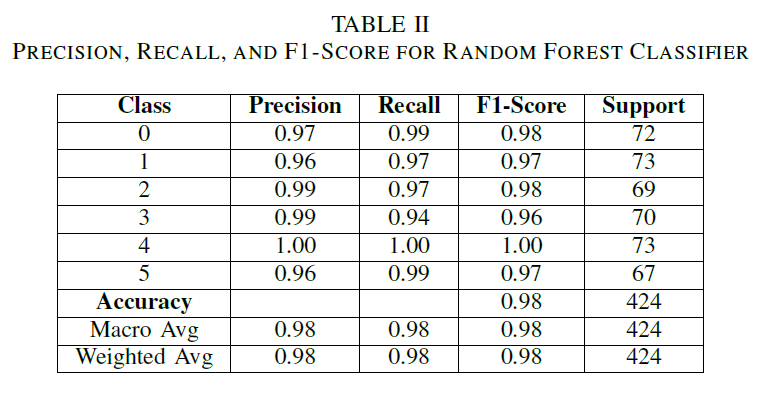 TABLE II
PRECISION, RECALL, AND F1-SCORE FOR RANDOM FOREST CLASSIFIER
Class Precision Recall F1-Score Support
0 0.97 0.99 0.98 72
1 0.96 0.97 0.97 73
2 0.99 0.97 0.98 69
3 0.99 0.94 0.96 70
4 1.00 1.00 1.00 73
5 0.96 0.99 0.97 67
Accuracy 0.98 424
Macro Avg 0.98 0.98 0.98 424
Weighted Avg 0.98 0.98 0.98 424